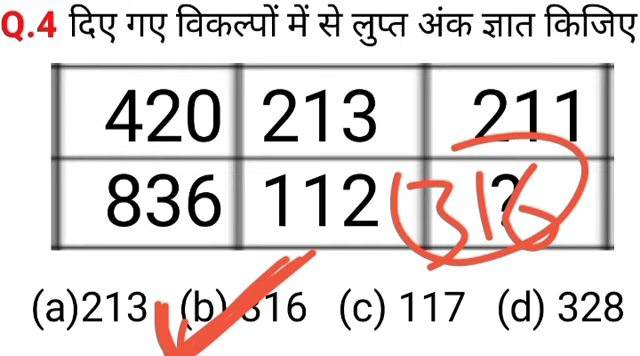 Q.4 दिए गए विकल्पों में से लुप्त अंक ज्ञात किजिए
420 213 211
836 112 ? 316
(a)213 (b) 316 (c) 117 (d) 328